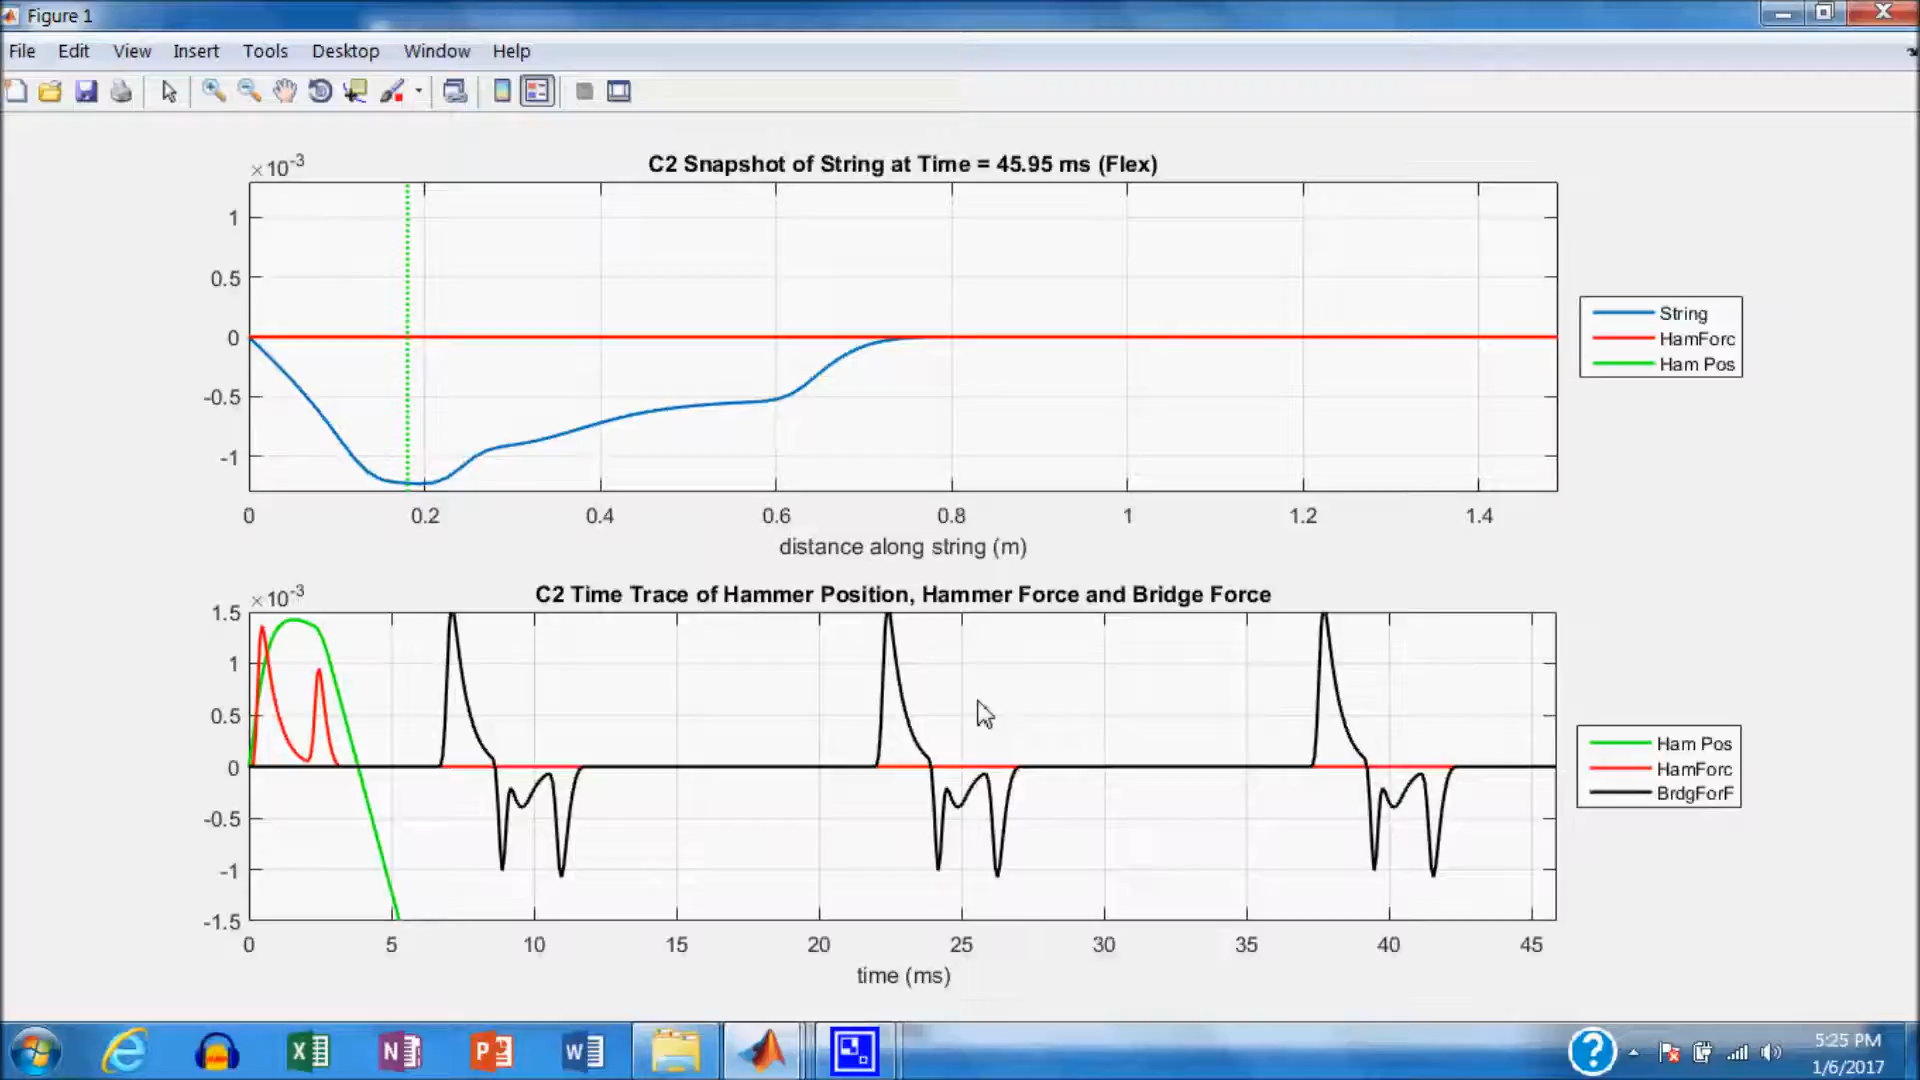 Figure 1
File Edit View Insert Tools Desktop Window Help
×10-3
C2 Snapshot of String at Time = 45.95 ms (Flex)
1
0.5
0
-0.5
-1
0 0.2 0.4 0.6 0.8 1 1.2 1.4
distance along string (m)
String
HamForc
Ham Pos
×10-3
C2 Time Trace of Hammer Position, Hammer Force and Bridge Force
1.5
1
0.5
0
-0.5
-1
-1.5
0 5 10 15 20 25 30 35 40 45
time (ms)
Ham Pos
HamForc
BrdgForF
5:25 PM
1/6/2017